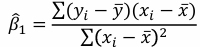 β̂₁ = ∑(yᵢ − ȳ)(xᵢ − x̄) / ∑(xᵢ − x̄)²